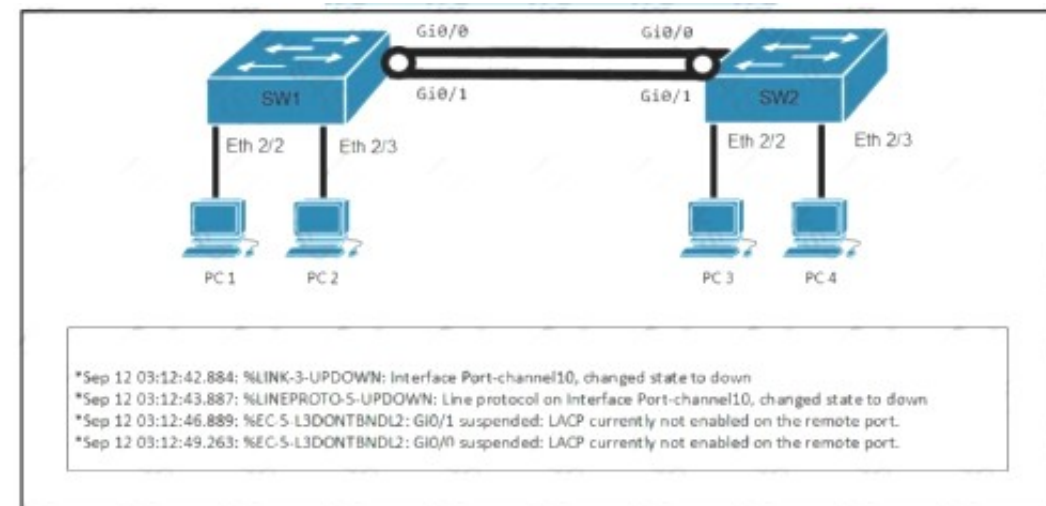 Gi0/0 Gi0/0
SW1 SW2
Gi0/1 Gi0/1
Eth 2/2 Eth 2/3 Eth 2/2 Eth 2/3
PC 1 PC 2 PC 3 PC 4
*Sep 12 03:12:42.884: %LINK-3-UPDOWN: Interface Port-channel10, changed state to down
*Sep 12 03:12:43.887: %LINEPROTO-5-UPDOWN: Line protocol on Interface Port-channel10, changed state to down
*Sep 12 03:12:46.889: %EC-5-L3DONTBNDL2: Gi0/1 suspended: LACP currently not enabled on the remote port.
*Sep 12 03:12:49.263: %EC-5-L3DONTBNDL2: Gi0/0 suspended: LACP currently not enabled on the remote port.